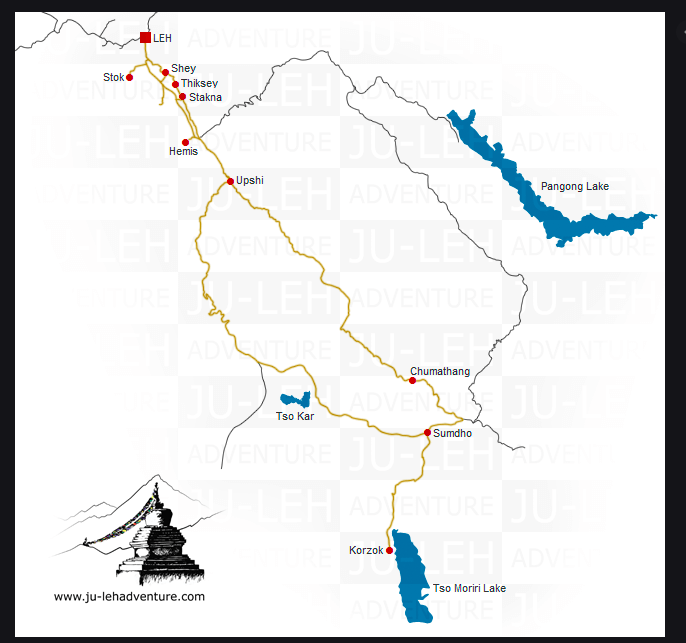 LEH
Shey
Stok
Thiksey
Stakna
Hemis
Upshi
Pangong Lake
Chumathang
Tso Kar
Sumdho
Korzok
Tso Moriri Lake
www.ju-lehadventure.com
JU-LEH
ADVENTURE